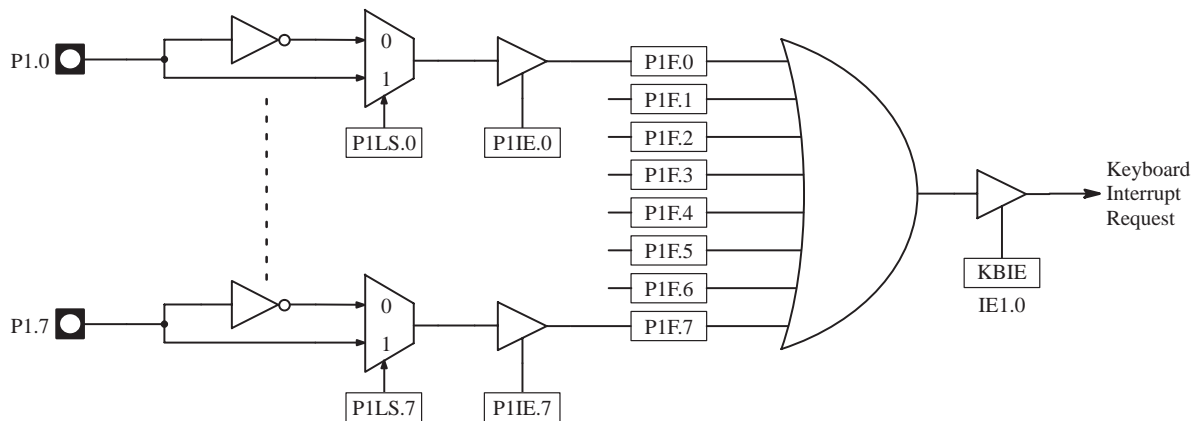 P1.0
0
1
P1LS.0
P1IE.0
P1F.0
P1F.1
P1F.2
P1F.3
P1F.4
P1F.5
P1F.6
P1F.7
Keyboard
Interrupt
Request
KBIE
IE1.0
P1.7
0
1
P1LS.7
P1IE.7